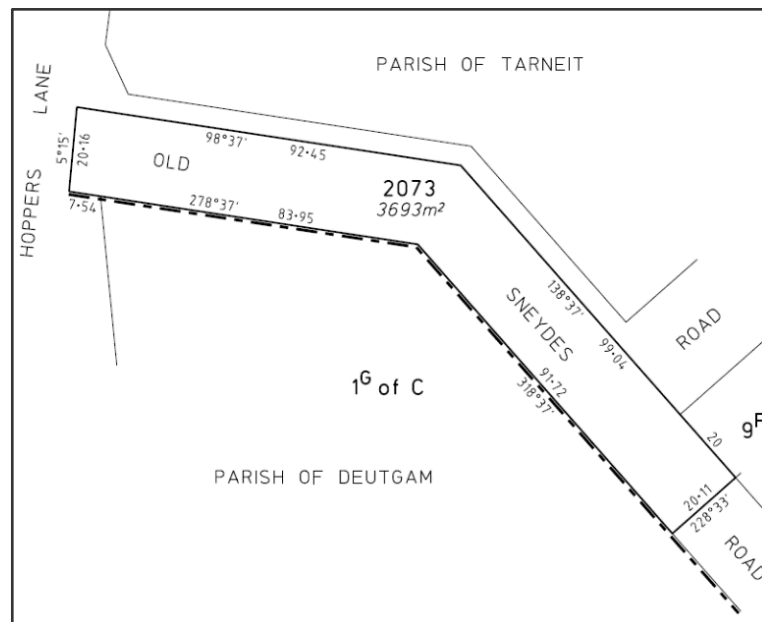 PARISH OF TARNEIT
HOPPERS LANE
5°15'
20·16
98°37'
92·45
OLD
2073
3693m²
7·54
278°37'
83·95
138°37'
99·04
SNEYDES
ROAD
91·72
318°37'
1ᴳ of C
20
9ᶠ
PARISH OF DEUTGAM
20·11
228°33'
ROAD